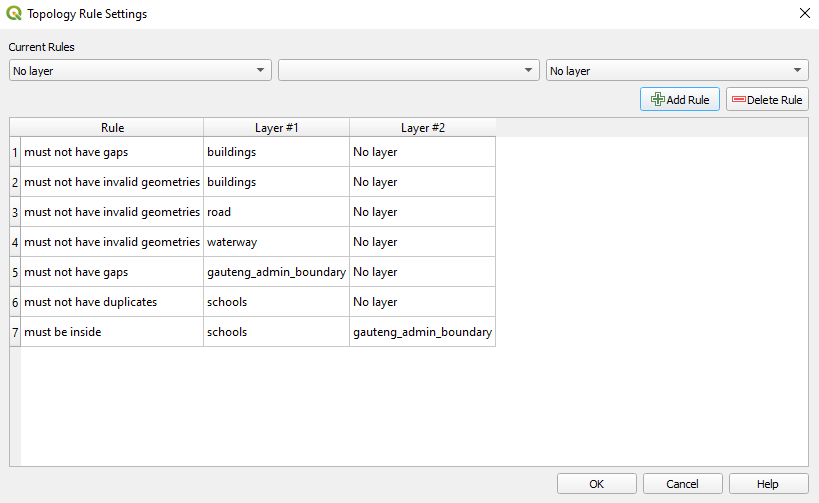 Topology Rule Settings
Current Rules
No layer No layer
Add Rule Delete Rule
Rule Layer #1 Layer #2
1 must not have gaps buildings No layer
2 must not have invalid geometries buildings No layer
3 must not have invalid geometries road No layer
4 must not have invalid geometries waterway No layer
5 must not have gaps gauteng_admin_boundary No layer
6 must not have duplicates schools No layer
7 must be inside schools gauteng_admin_boundary
OK Cancel Help